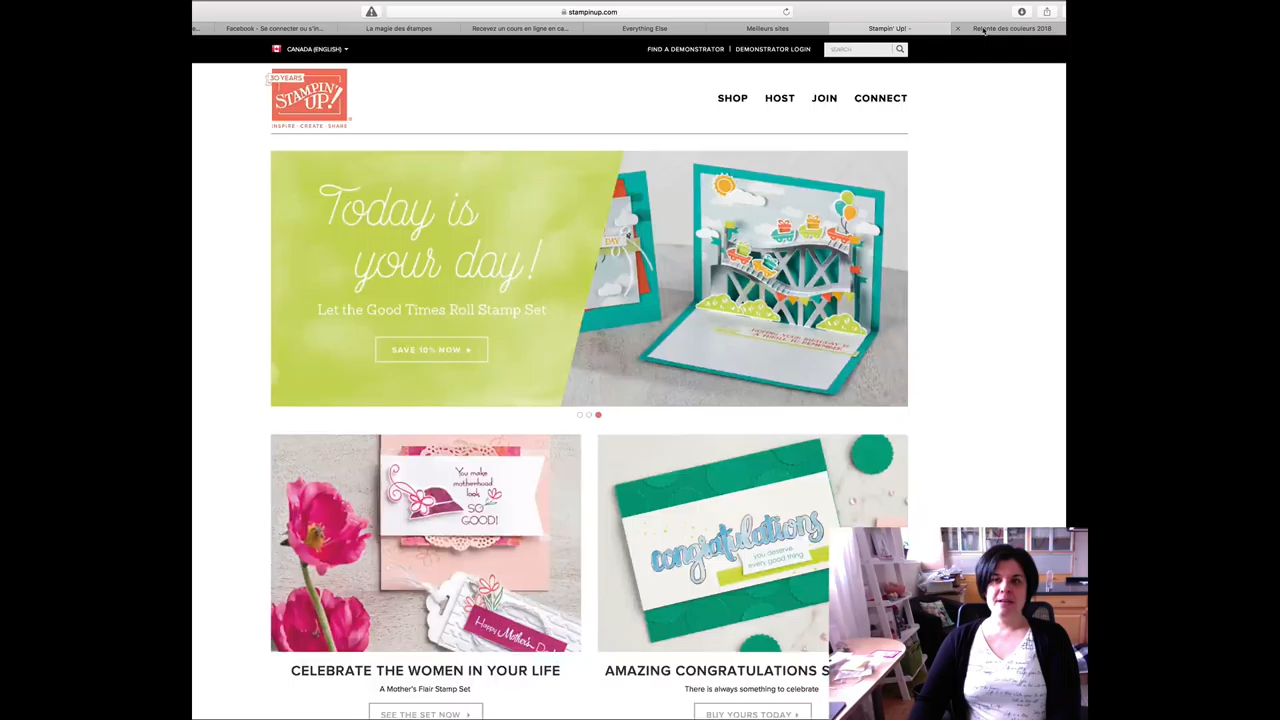 stampinup.com
Facebook - Se connecter ou s'in...
La magie des étampes
Recevez un cours en ligne en ca...
Everything Else
Meilleurs sites
Stampin' Up! -
Refonte des couleurs 2018
CANADA (ENGLISH)
FIND A DEMONSTRATOR | DEMONSTRATOR LOGIN
SEARCH
30 YEARS
STAMPIN' UP!
INSPIRE · CREATE · SHARE
SHOP HOST JOIN CONNECT
Today is
your day!
Let the Good Times Roll Stamp Set
SAVE 10% NOW
DAY
You make
motherhood
look
SO
GOOD!
Happy Mother's Day
congratulations
you deserve
every good thing
CELEBRATE THE WOMEN IN YOUR LIFE
A Mother's Flair Stamp Set
SEE THE SET NOW
AMAZING CONGRATULATIONS S
There is always something to celebrate
BUY YOURS TODAY